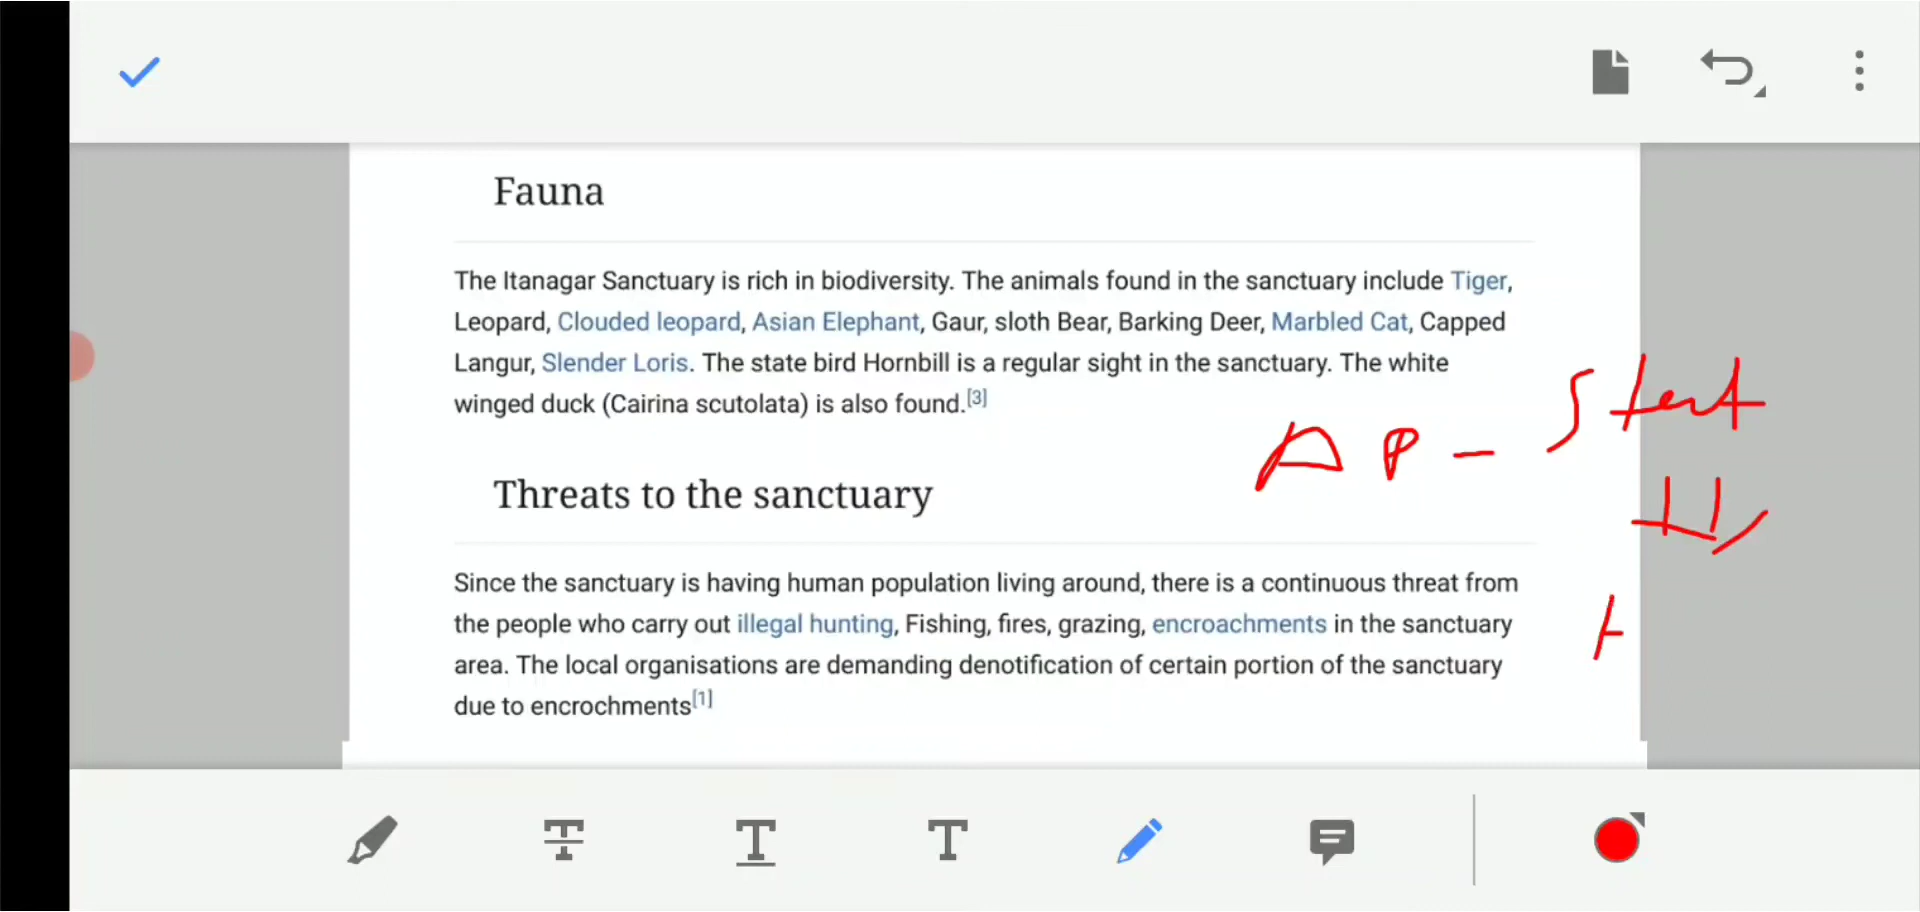 Fauna
The Itanagar Sanctuary is rich in biodiversity. The animals found in the sanctuary include Tiger,
Leopard, Clouded leopard, Asian Elephant, Gaur, sloth Bear, Barking Deer, Marbled Cat, Capped
Langur, Slender Loris. The state bird Hornbill is a regular sight in the sanctuary. The white
winged duck (Cairina scutolata) is also found.[3]
AP -
Threats to the sanctuary
Since the sanctuary is having human population living around, there is a continuous threat from
the people who carry out illegal hunting, Fishing, fires, grazing, encroachments in the sanctuary
area. The local organisations are demanding denotification of certain portion of the sanctuary
due to encrochments[1]